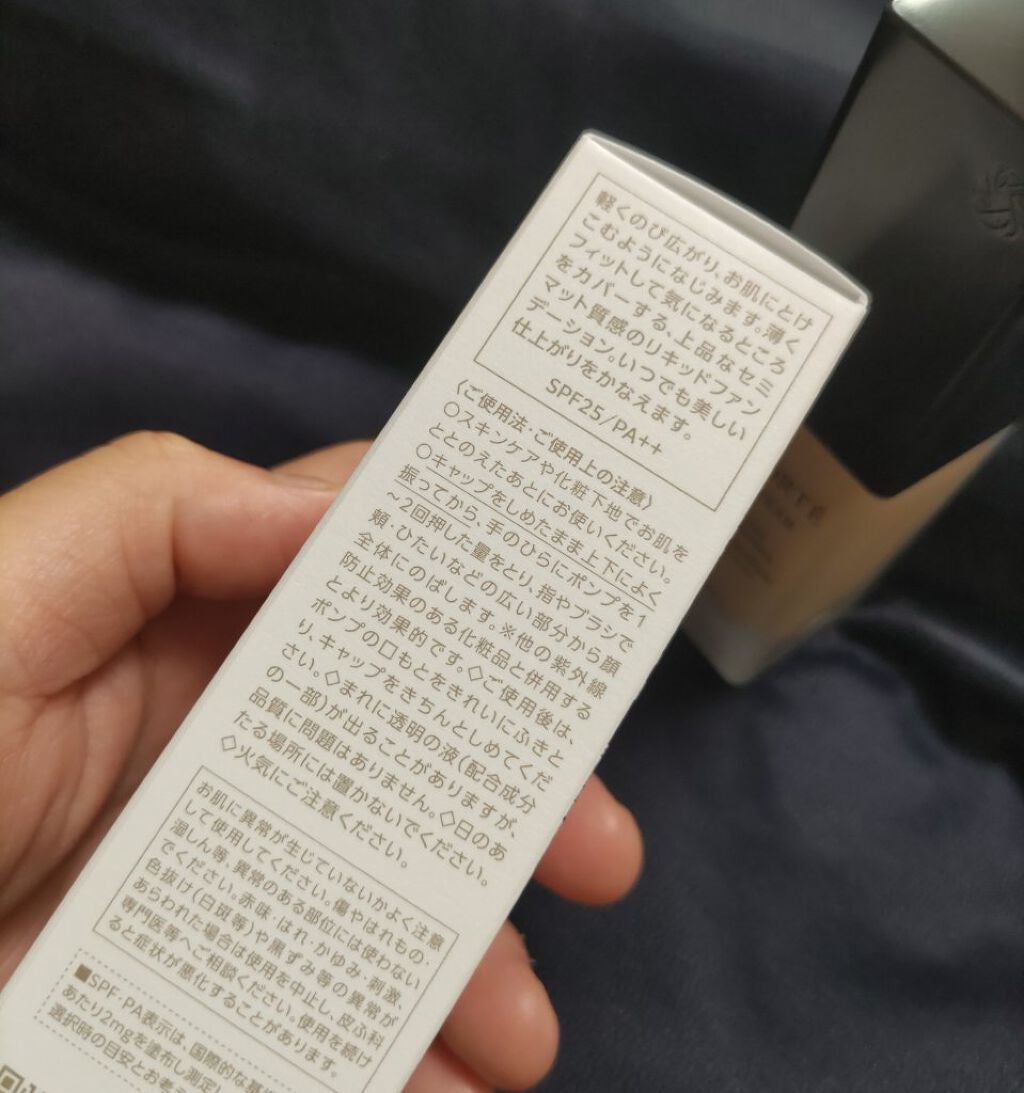 軽くのび広がり、お肌にとけ
こむようになじみます。薄く
フィットして気になるところ
をカバーする、上品なセミ
マット質感のリキッドファン
デーション。いつでも美しい
仕上がりをかなえます。
SPF25/PA++
〈ご使用法・ご使用上の注意〉
○スキンケアや化粧下地でお肌を
ととのえたあとにお使いください。
○キャップをしめたまま上下によく
振ってから、手のひらにポンプを1
~2回押した量をとり、指やブラシで
頬・ひたいなどの広い部分から顔
全体にのばします。※他の紫外線
防止効果のある化粧品と併用する
とより効果的です。◇ご使用後は、
ポンプの口もとをきれいにふきと
り、キャップをきちんとしめてくだ
さい。◇まれに透明の液(配合成分
の一部)が出ることがありますが、
品質に問題はありません。◇日のあ
たる場所には置かないでください。
◇火気にご注意ください。
お肌に異常が生じていないかよく注意
して使用してください。傷やはれもの、
湿しん等、異常のある部位には使わない
でください。赤味・はれ・かゆみ・刺激、
色抜け(白斑等)や黒ずみ等の異常が
あらわれた場合は使用を中止し、皮ふ科
専門医等へご相談ください。使用を続け
ると症状が悪化することがあります。
■SPF・PA表示は、国際的な基
あたり2mgを塗布し測定
選択時の目安とお考え